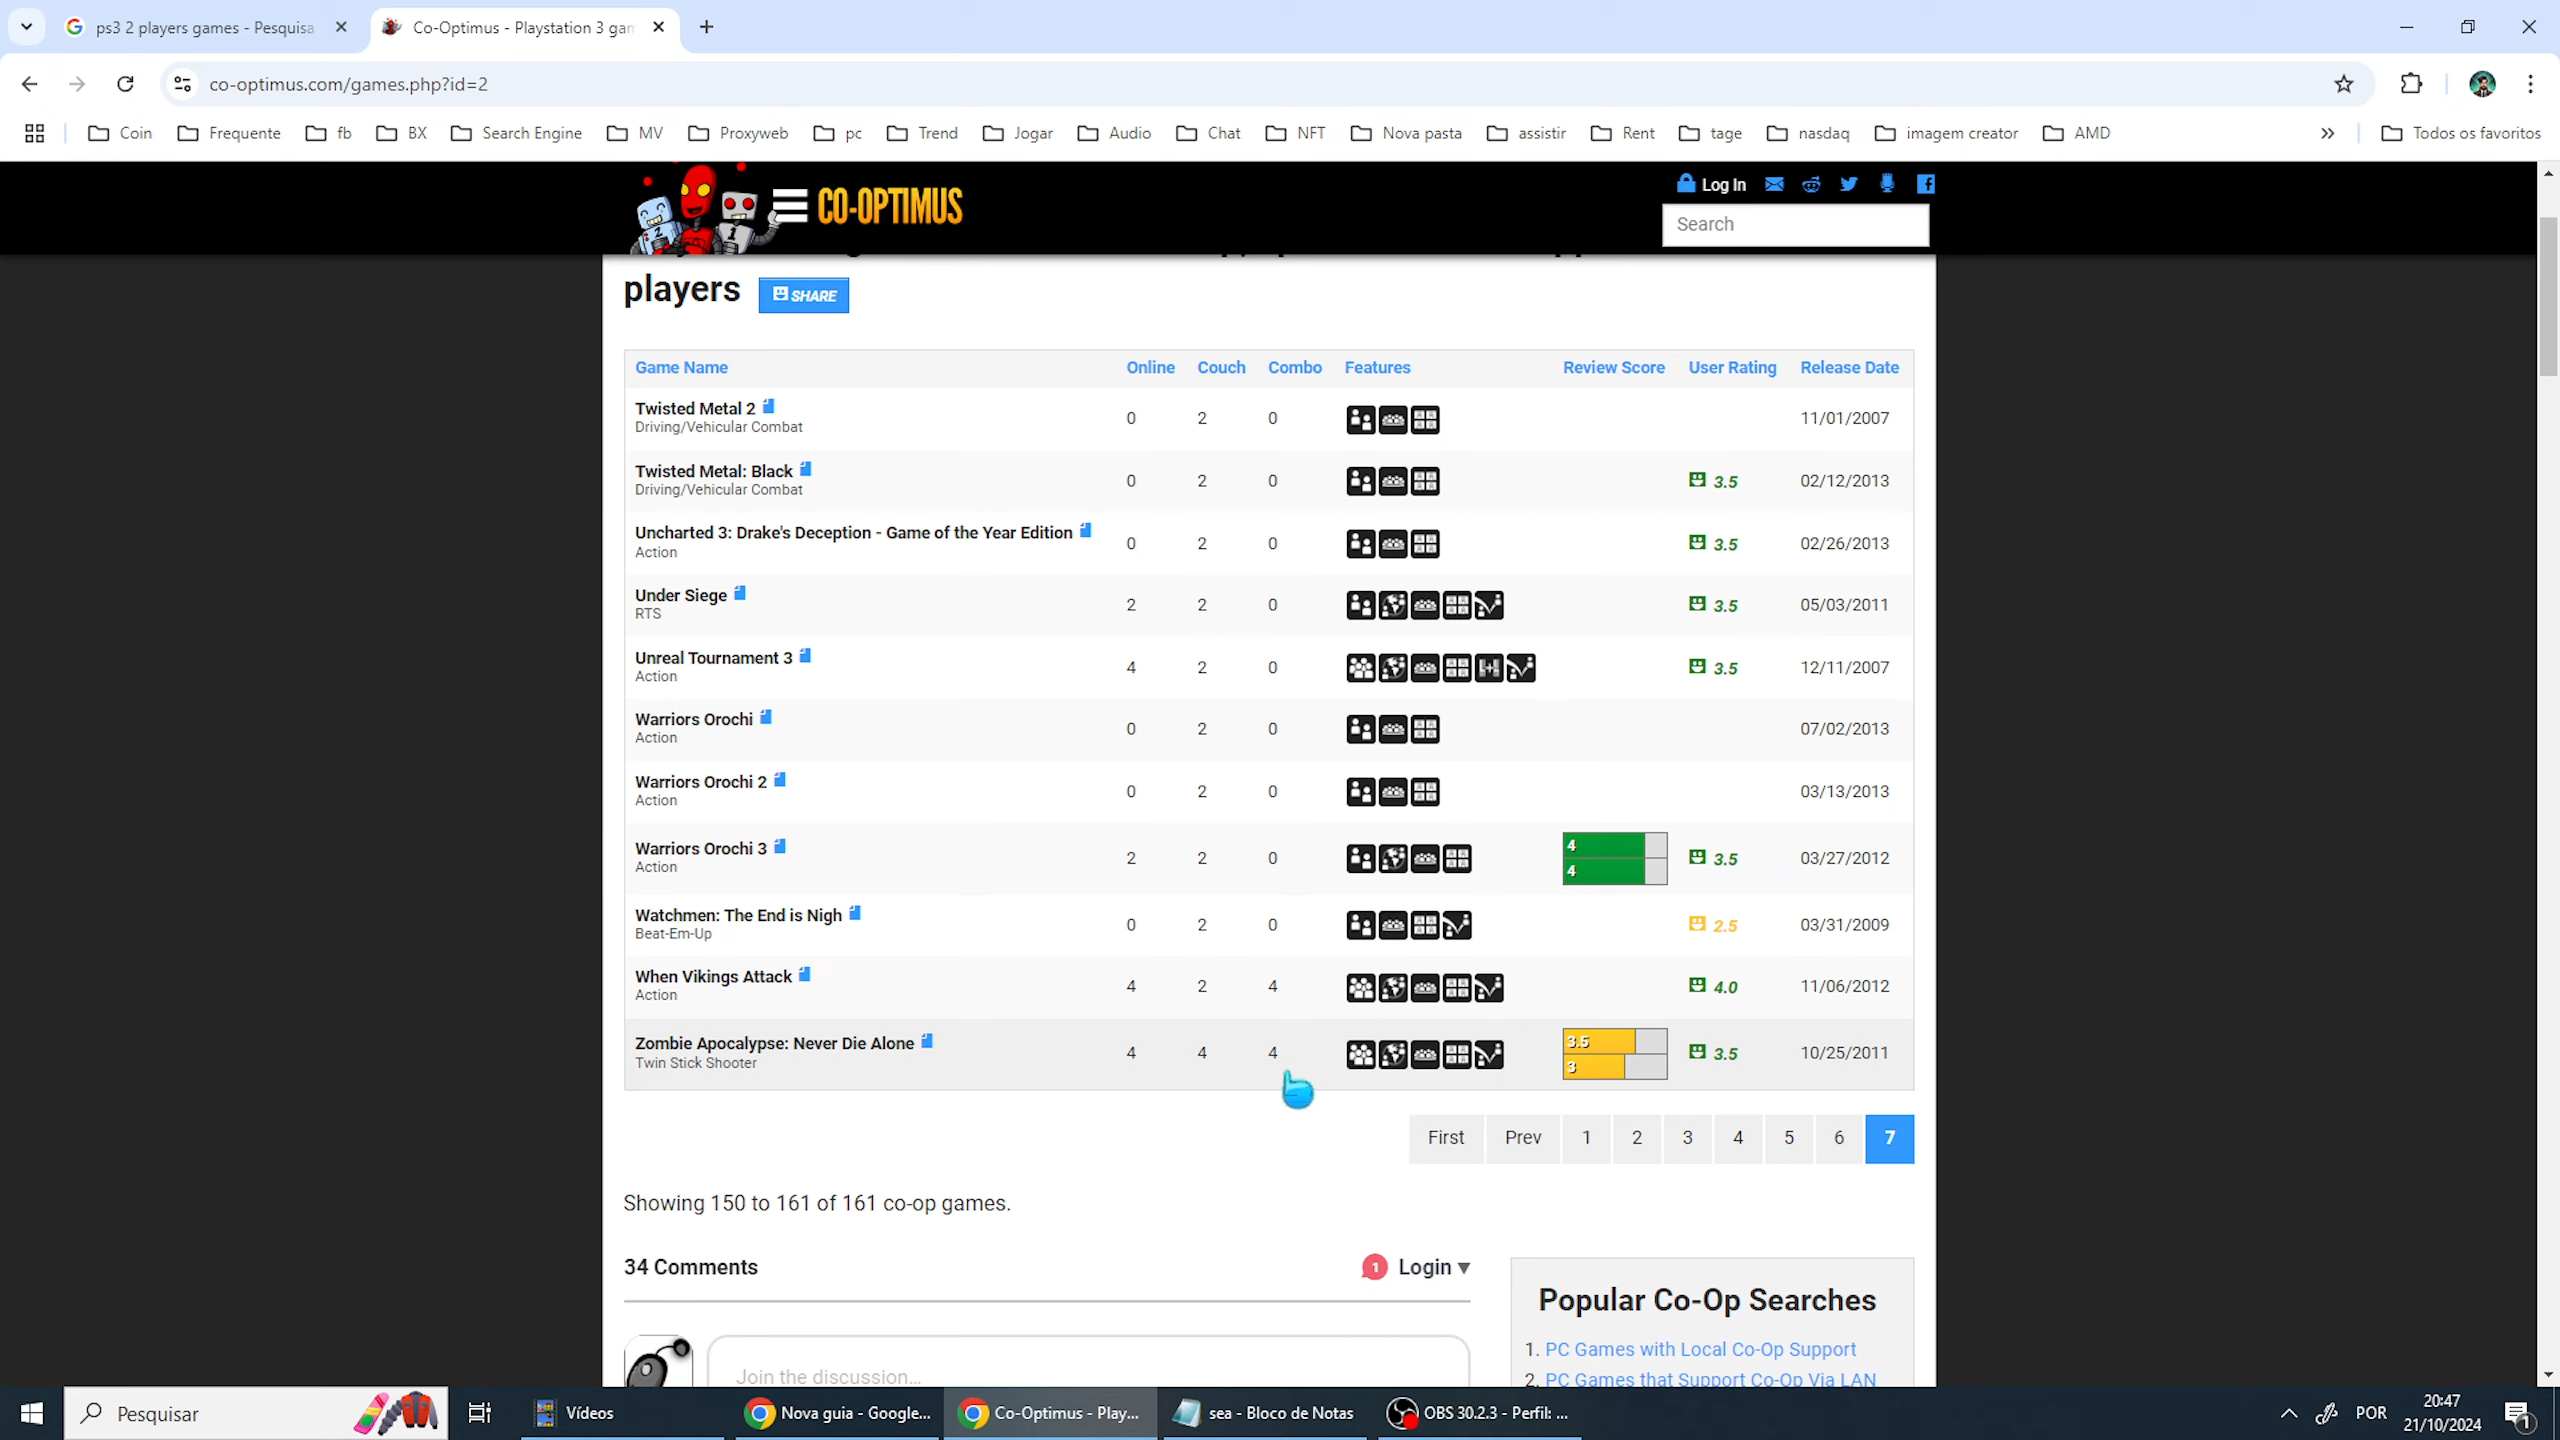 ps3 2 players games - Pesquisa
Co-Optimus - Playstation 3 gam
co-optimus.com/games.php?id=2
Coin
Frequente
fb
BX
Search Engine
MV
Proxyweb
pc
Trend
Jogar
Audio
Chat
NFT
Nova pasta
assistir
Rent
tage
nasdaq
imagem creator
AMD
Todos os favoritos
CO-OPTIMUS
Log In
Search
players
SHARE
Game Name Online Couch Combo Features Review Score User Rating Release Date
Twisted Metal 2 0 2 0 11/01/2007
Driving/Vehicular Combat
Twisted Metal: Black 0 2 0 3.5 02/12/2013
Driving/Vehicular Combat
Uncharted 3: Drake's Deception - Game of the Year Edition 0 2 0 3.5 02/26/2013
Action
Under Siege 2 2 0 3.5 05/03/2011
RTS
Unreal Tournament 3 4 2 0 3.5 12/11/2007
Action
Warriors Orochi 0 2 0 07/02/2013
Action
Warriors Orochi 2 0 2 0 03/13/2013
Action
Warriors Orochi 3 2 2 0 4 4 3.5 03/27/2012
Action
Watchmen: The End is Nigh 0 2 0 2.5 03/31/2009
Beat-Em-Up
When Vikings Attack 4 2 4 4.0 11/06/2012
Action
Zombie Apocalypse: Never Die Alone 4 4 4 3.5 3 3.5 10/25/2011
Twin Stick Shooter
First Prev 1 2 3 4 5 6 7
Showing 150 to 161 of 161 co-op games.
34 Comments
1 Login
Join the discussion...
Popular Co-Op Searches
1. PC Games with Local Co-Op Support
2. PC Games that Support Co-Op Via LAN
Pesquisar
Vídeos
Nova guia - Google...
Co-Optimus - Play...
sea - Bloco de Notas
OBS 30.2.3 - Perfil: ...
POR
20:47
21/10/2024
1